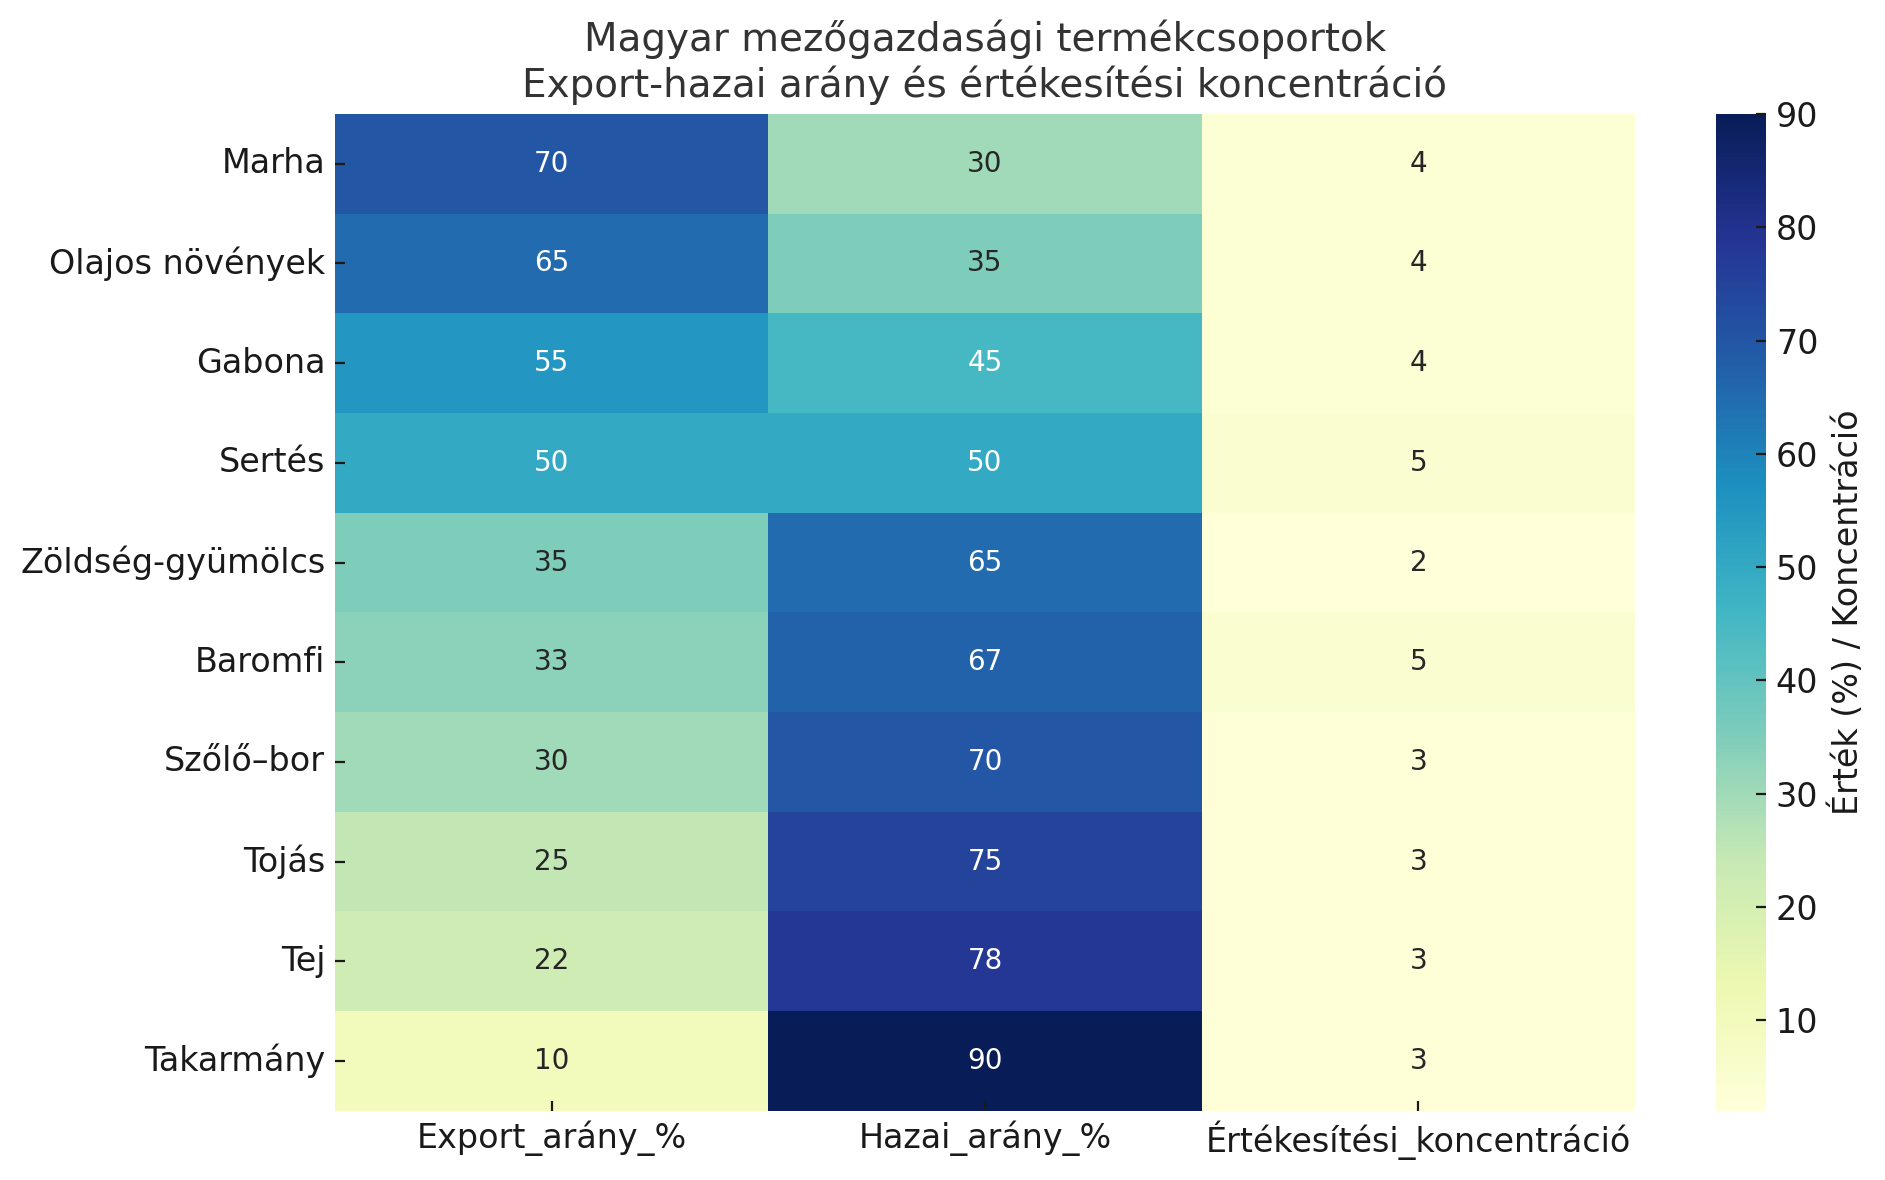 Magyar mezőgazdasági termékcsoportok
Export-hazai arány és értékesítési koncentráció
Marha 70 30 4
Olajos növények 65 35 4
Gabona 55 45 4
Sertés 50 50 5
Zöldség-gyümölcs 35 65 2
Baromfi 33 67 5
Szőlő–bor 30 70 3
Tojás 25 75 3
Tej 22 78 3
Takarmány 10 90 3
Export_arány_% Hazai_arány_% Értékesítési_koncentráció
90
80
70
60
50
40
30
20
10
Érték (%) / Koncentráció